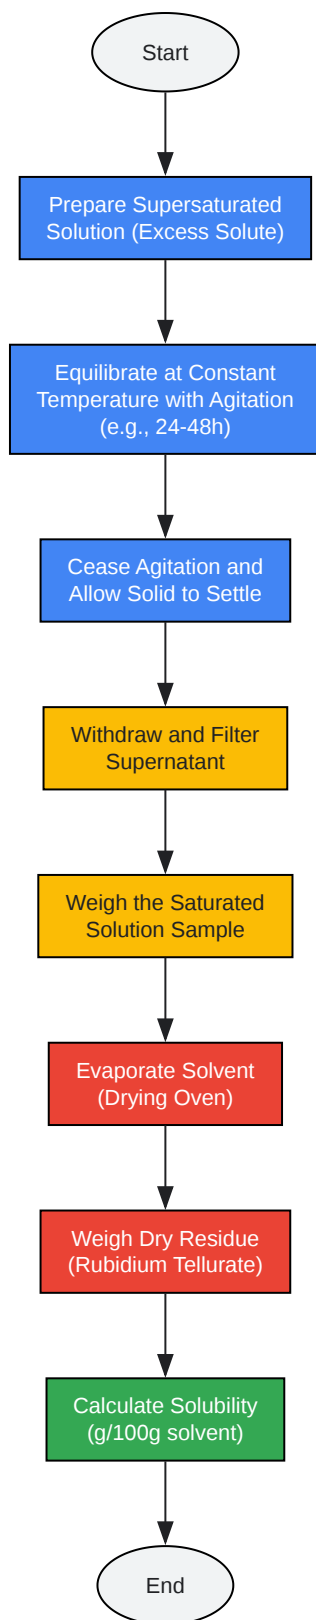 Start
Prepare Supersaturated
Solution (Excess Solute)
Equilibrate at Constant
Temperature with Agitation
(e.g., 24-48h)
Cease Agitation and
Allow Solid to Settle
Withdraw and Filter
Supernatant
Weigh the Saturated
Solution Sample
Evaporate Solvent
(Drying Oven)
Weigh Dry Residue
(Rubidium Tellurate)
Calculate Solubility
(g/100g solvent)
End